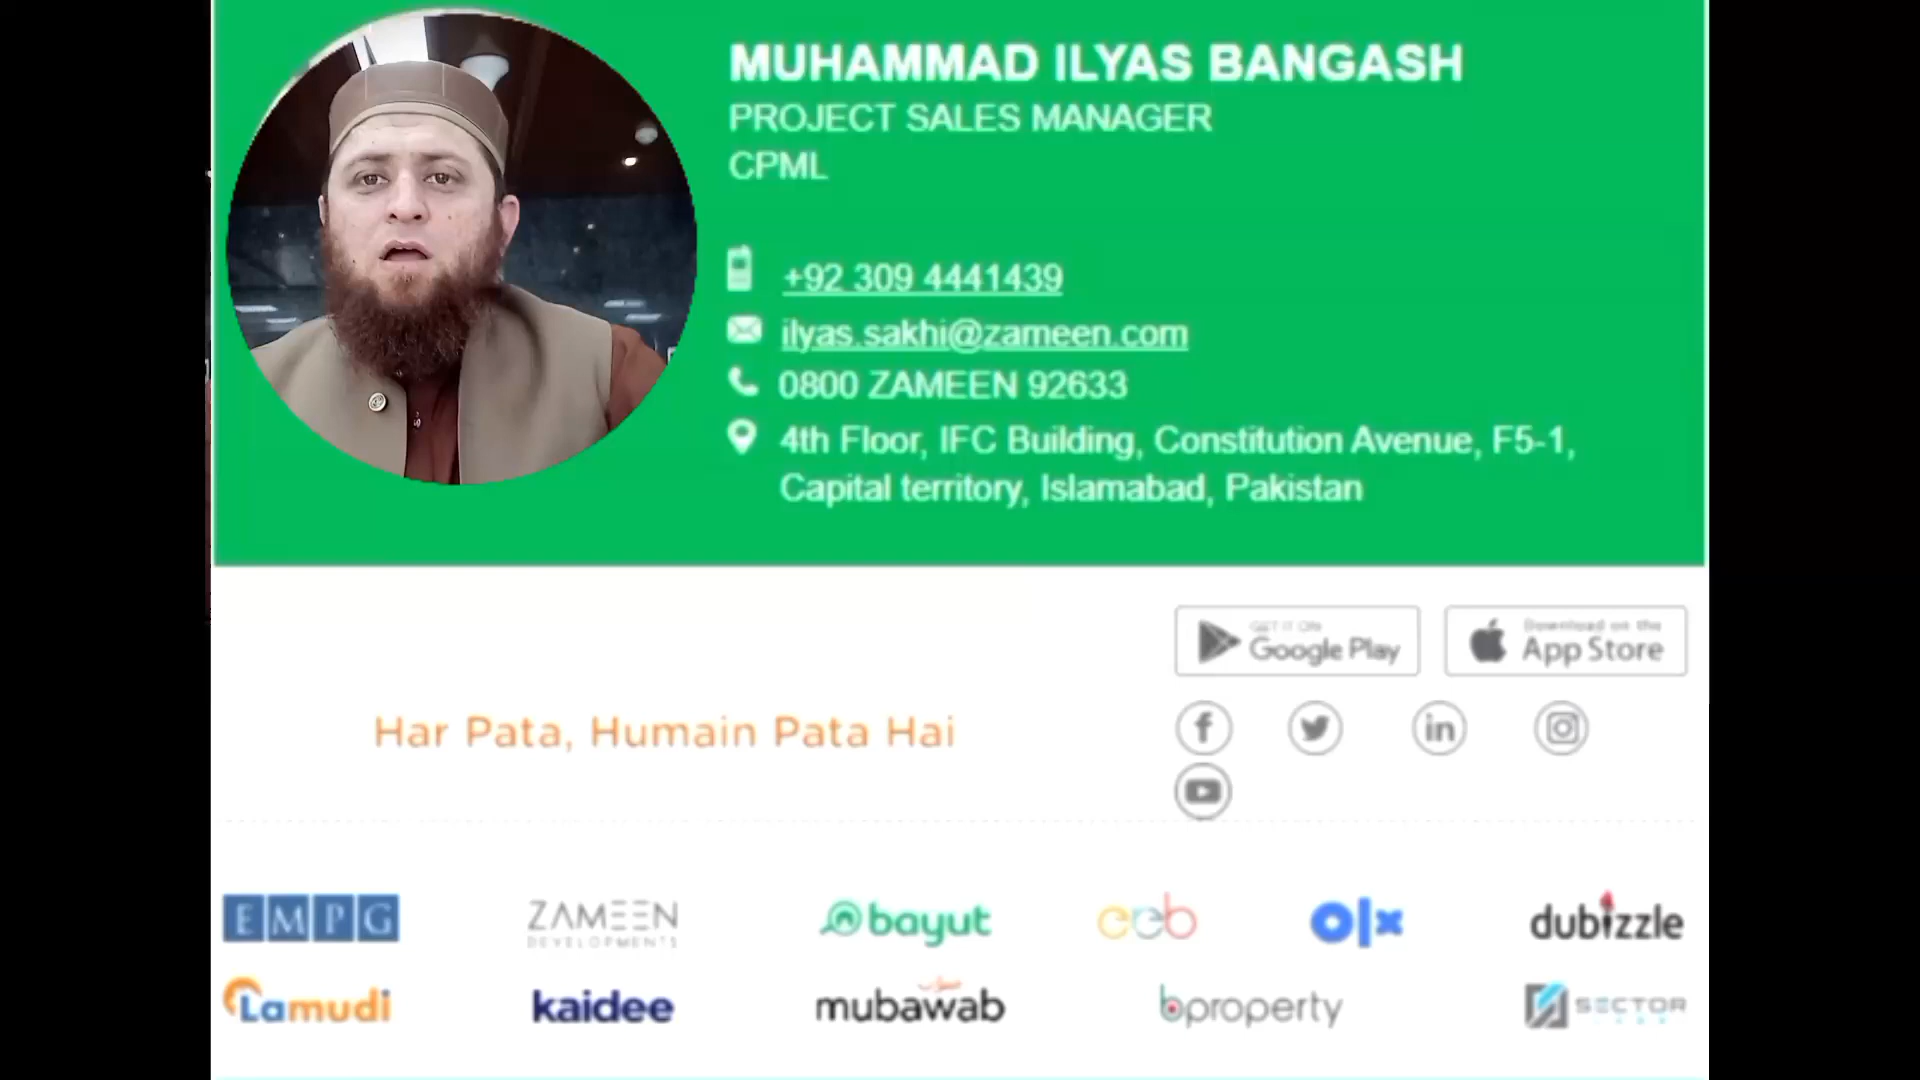 MUHAMMAD ILYAS BANGASH
PROJECT SALES MANAGER
CPML
+92 309 4441439
ilyas.sakhi@zameen.com
0800 ZAMEEN 92633
4th Floor, IFC Building, Constitution Avenue, F5-1,
Capital territory, Islamabad, Pakistan
GET IT ON
Google Play
Download on the
App Store
Har Pata, Humain Pata Hai
EMPG
ZAMEEN
DEVELOPMENTS
bayut
eeb
olx
dubizzle
Lamudi
kaidee
mubawab
bproperty
SECTOR